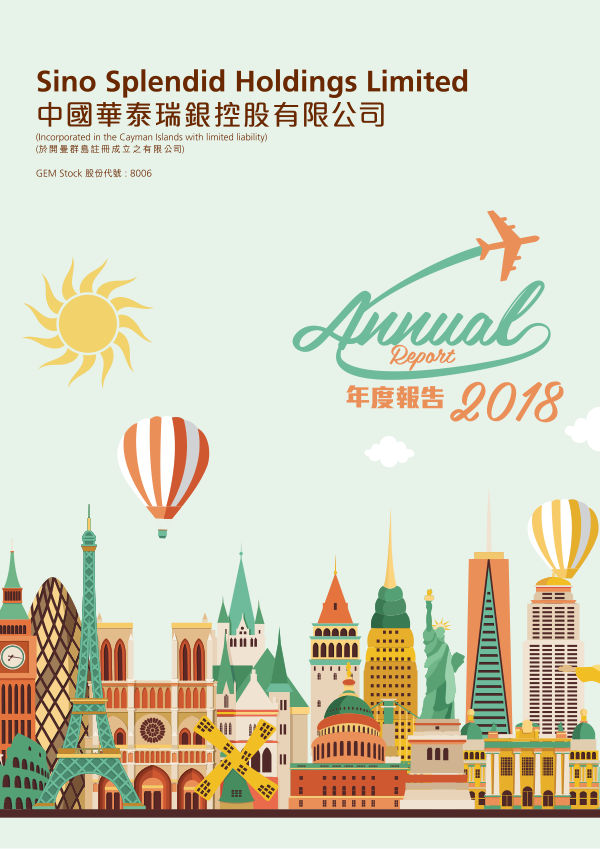 Sino Splendid Holdings Limited
中國華泰瑞銀控股有限公司
(Incorporated in the Cayman Islands with limited liability)
(於開曼群島註冊成立之有限公司)
GEM Stock 股份代號 : 8006
Annual
Report
年度報告 2018